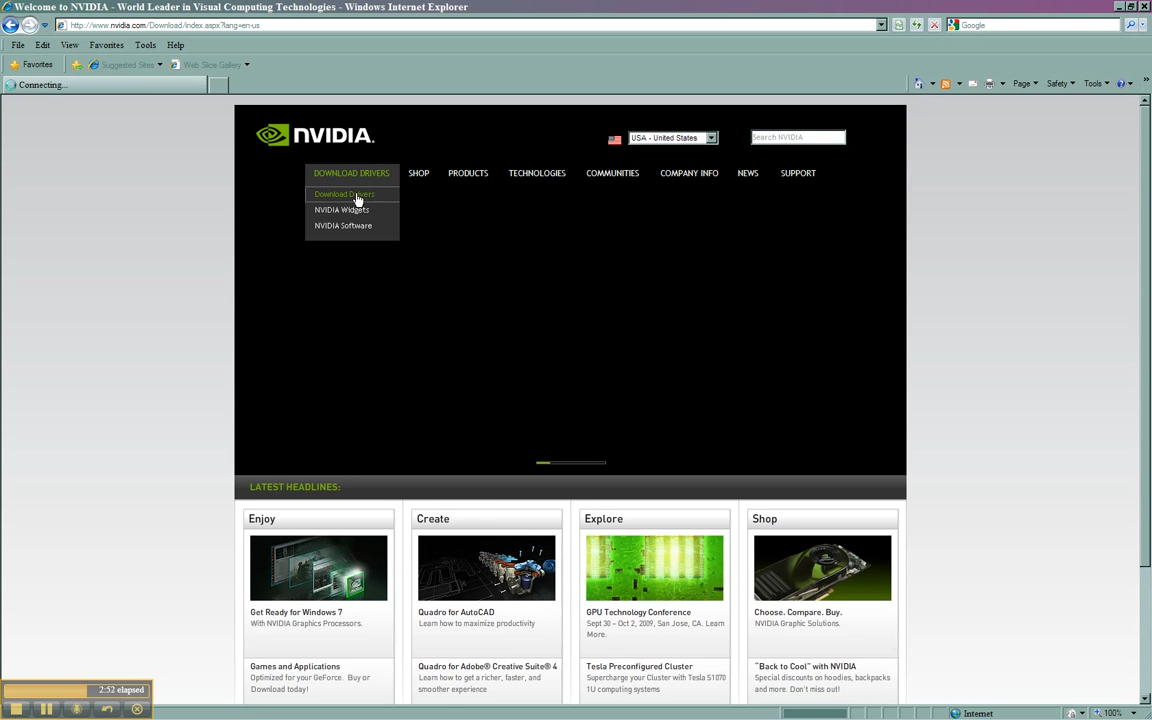 Welcome to NVIDIA - World Leader in Visual Computing Technologies - Windows Internet Explorer
http://www.nvidia.com/Download/index.aspx?lang=en-us
Google
File Edit View Favorites Tools Help
Favorites Suggested Sites Web Slice Gallery
Connecting... Page Safety Tools
NVIDIA.
USA - United States Search NVIDIA
DOWNLOAD DRIVERS SHOP PRODUCTS TECHNOLOGIES COMMUNITIES COMPANY INFO NEWS SUPPORT
Download Drivers
NVIDIA Widgets
NVIDIA Software
LATEST HEADLINES:
Enjoy Create Explore Shop
Get Ready for Windows 7
With NVIDIA Graphics Processors.
Quadro for AutoCAD
Learn how to maximize productivity
GPU Technology Conference
Sept 30 – Oct 2, 2009, San Jose, CA. Learn
More.
Choose. Compare. Buy.
NVIDIA Graphic Solutions.
Games and Applications
Optimized for your GeForce. Buy or
Download today!
Quadro for Adobe® Creative Suite® 4
Learn how to get a richer, faster, and
smoother experience
Tesla Preconfigured Cluster
Supercharge your Cluster with Tesla S1070
1U computing systems
"Back to Cool" with NVIDIA
Special discounts on hoodies, backpacks
and more. Don't miss out!
2:52 elapsed
Internet 100%